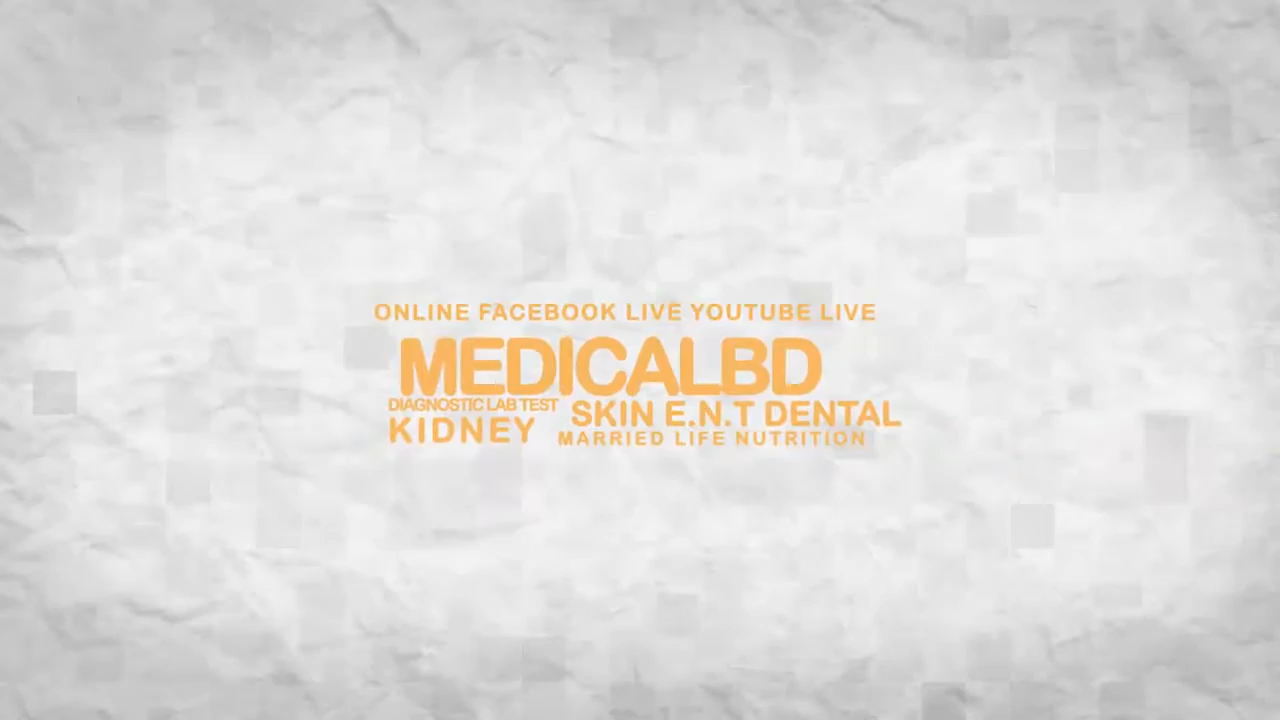 ONLINE FACEBOOK LIVE YOUTUBE LIVE
MEDICALBD
DIAGNOSTIC LAB TEST
SKIN E.N.T DENTAL
KIDNEY
MARRIED LIFE NUTRITION